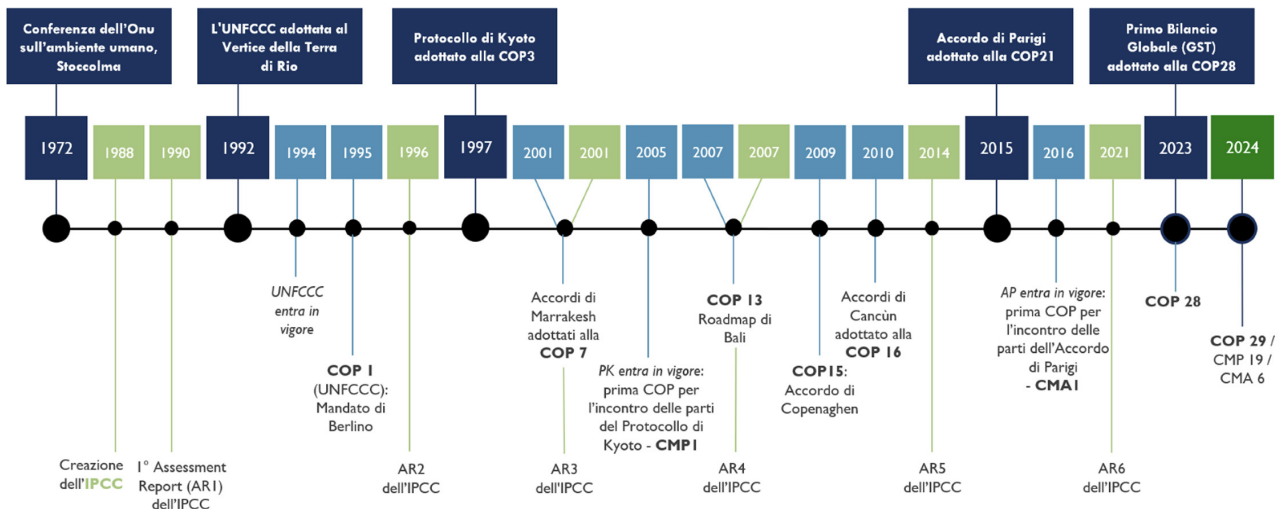 Conferenza dell'Onu
sull'ambiente umano,
Stoccolma
L'UNFCCC adottata al
Vertice della Terra
di Rio
Protocollo di Kyoto
adottato alla COP3
Accordo di Parigi
adottato alla COP21
Primo Bilancio
Globale (GST)
adottato alla COP28
1972
1988
1990
1992
1994
1995
1996
1997
2001
2001
2005
2007
2007
2009
2010
2014
2015
2016
2021
2023
2024
UNFCCC
entra in
vigore
COP 1
(UNFCCC):
Mandato di
Berlino
Accordi di
Marrakesh
adottati alla
COP 7
PK entra in vigore:
prima COP per
l'incontro delle parti
del Protocollo di
Kyoto - CMP1
COP 13
Roadmap di
Bali
COP15:
Accordo di
Copenaghen
Accordi di
Cancùn
adottato alla
COP 16
AP entra in vigore:
prima COP per
l'incontro delle
parti dell'Accordo
di Parigi
- CMA1
COP 28
COP 29 /
CMP 19 /
CMA 6
Creazione
dell'IPCC
1° Assessment
Report (AR1)
dell'IPCC
AR2
dell'IPCC
AR3
dell'IPCC
AR4
dell'IPCC
AR5
dell'IPCC
AR6
dell'IPCC